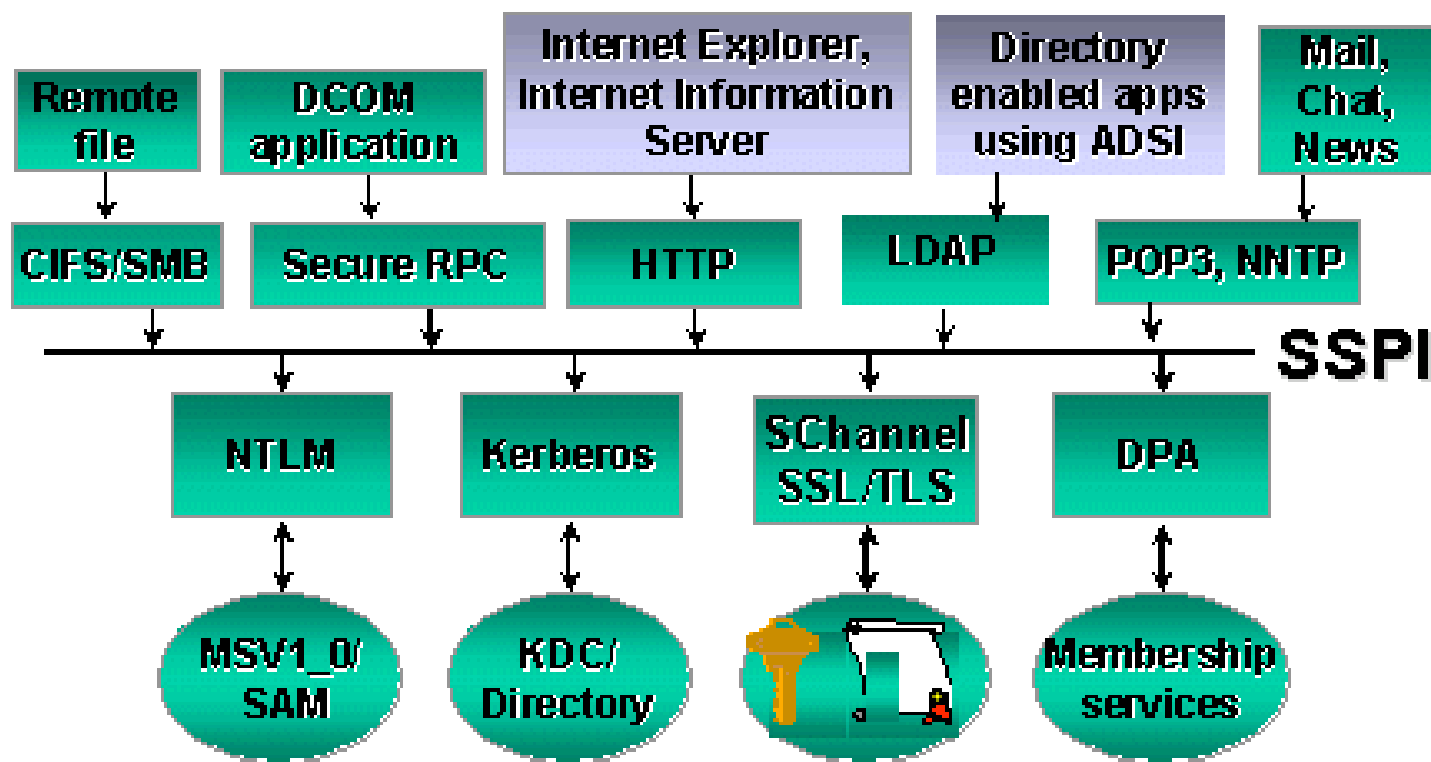 Remote
file
DCOM
application
Internet Explorer,
Internet Information
Server
Directory
enabled apps
using ADSI
Mail,
Chat,
News
CIFS/SMB
Secure RPC
HTTP
LDAP
POP3, NNTP
SSPI
NTLM
Kerberos
SChannel
SSL/TLS
DPA
MSV1_0/
SAM
KDC/
Directory
Membership
services